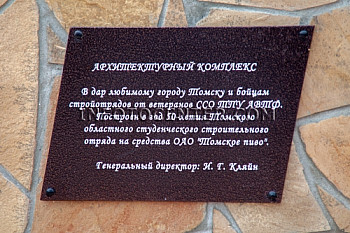 АРХИТЕКТУРНЫЙ КОМПЛЕКС
В дар любимому городу Томску и бойцам
стройотрядов от ветеранов ССО ТПУ АВТФ.
Построен в год 50-летия Томского
областного студенческого строительного
отряда на средства ОАО "Томское пиво".
Генеральный директор: И. Г. Кляйн